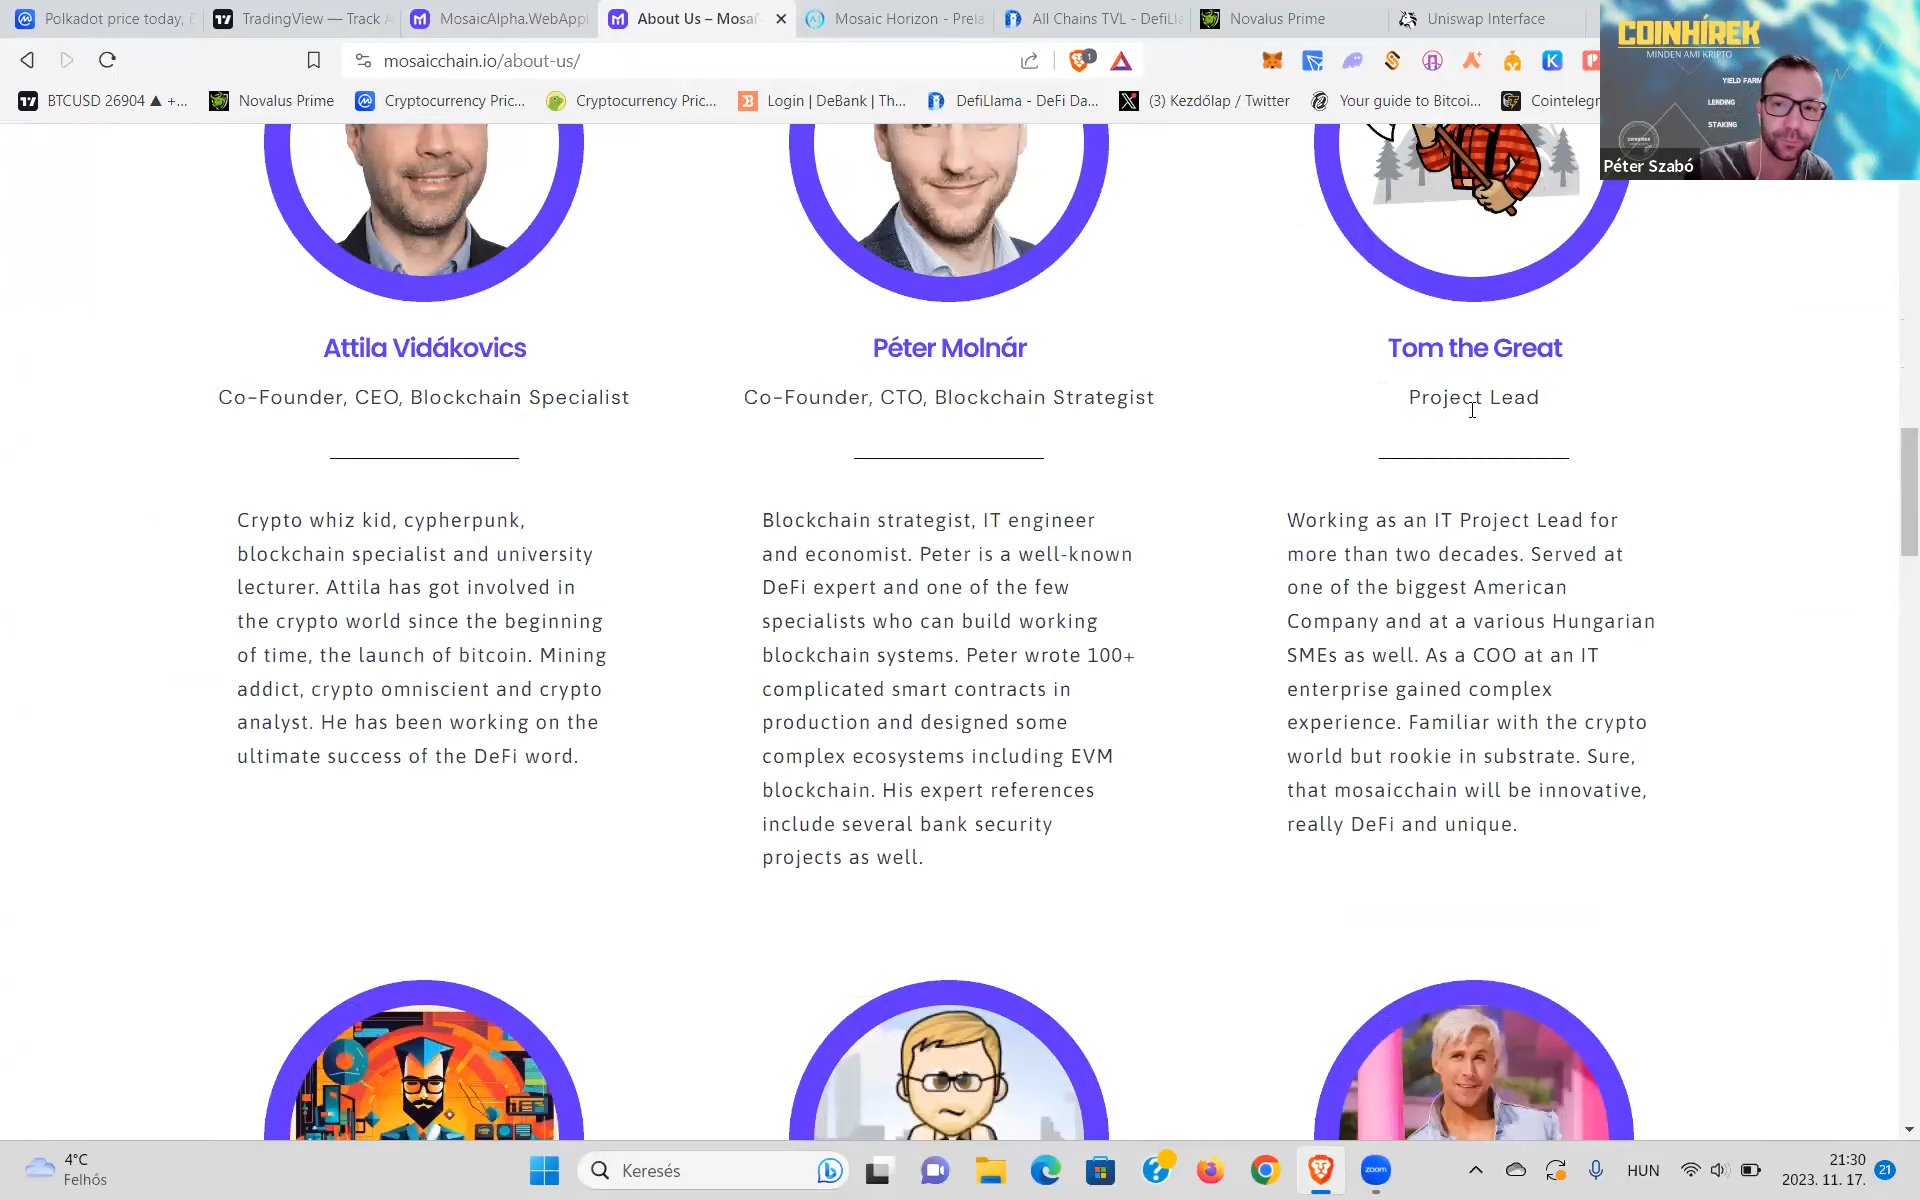 Polkadot price today,
TradingView — Track
MosaicAlpha.WebAppl
About Us – Mosa
Mosaic Horizon - Prela
All Chains TVL - DefiLl
Novalus Prime
Uniswap Interface
mosaicchain.io/about-us/
1
BTCUSD 26904 ▲ +...
Novalus Prime
Cryptocurrency Pric...
Cryptocurrency Pric...
Login | DeBank | Th...
DefiLlama - DeFi Da...
(3) Kezdőlap / Twitter
Your guide to Bitcoi...
Cointelegr
COINHÍREK
MINDEN AMI KRIPTO
YIELD FARM
LENDING
STAKING
Péter Szabó
Attila Vidákovics
Co-Founder, CEO, Blockchain Specialist
Crypto whiz kid, cypherpunk,
blockchain specialist and university
lecturer. Attila has got involved in
the crypto world since the beginning
of time, the launch of bitcoin. Mining
addict, crypto omniscient and crypto
analyst. He has been working on the
ultimate success of the DeFi word.
Péter Molnár
Co-Founder, CTO, Blockchain Strategist
Blockchain strategist, IT engineer
and economist. Peter is a well-known
DeFi expert and one of the few
specialists who can build working
blockchain systems. Peter wrote 100+
complicated smart contracts in
production and designed some
complex ecosystems including EVM
blockchain. His expert references
include several bank security
projects as well.
Tom the Great
Project Lead
Working as an IT Project Lead for
more than two decades. Served at
one of the biggest American
Company and at a various Hungarian
SMEs as well. As a COO at an IT
enterprise gained complex
experience. Familiar with the crypto
world but rookie in substrate. Sure,
that mosaicchain will be innovative,
really DeFi and unique.
4°C
Felhős
Keresés
zoom
HUN
21:30
2023. 11. 17.
21